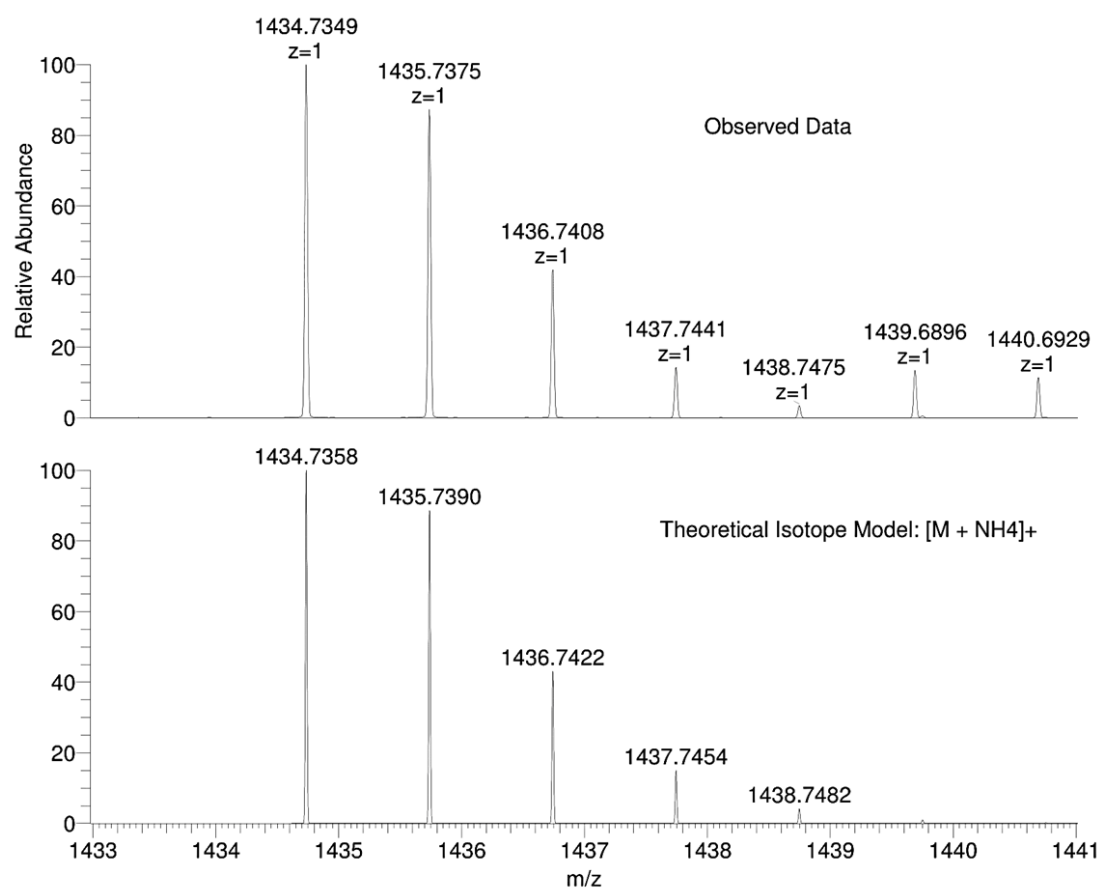 1434.7349
z=1
1435.7375
z=1
Observed Data
1436.7408
z=1
1437.7441
z=1
1438.7475
z=1
1439.6896
z=1
1440.6929
z=1
100
80
60
40
20
0
Relative Abundance
1434.7358
1435.7390
Theoretical Isotope Model: [M + NH4]+
1436.7422
1437.7454
1438.7482
100
80
60
40
20
0
1433 1434 1435 1436 1437 1438 1439 1440 1441
m/z